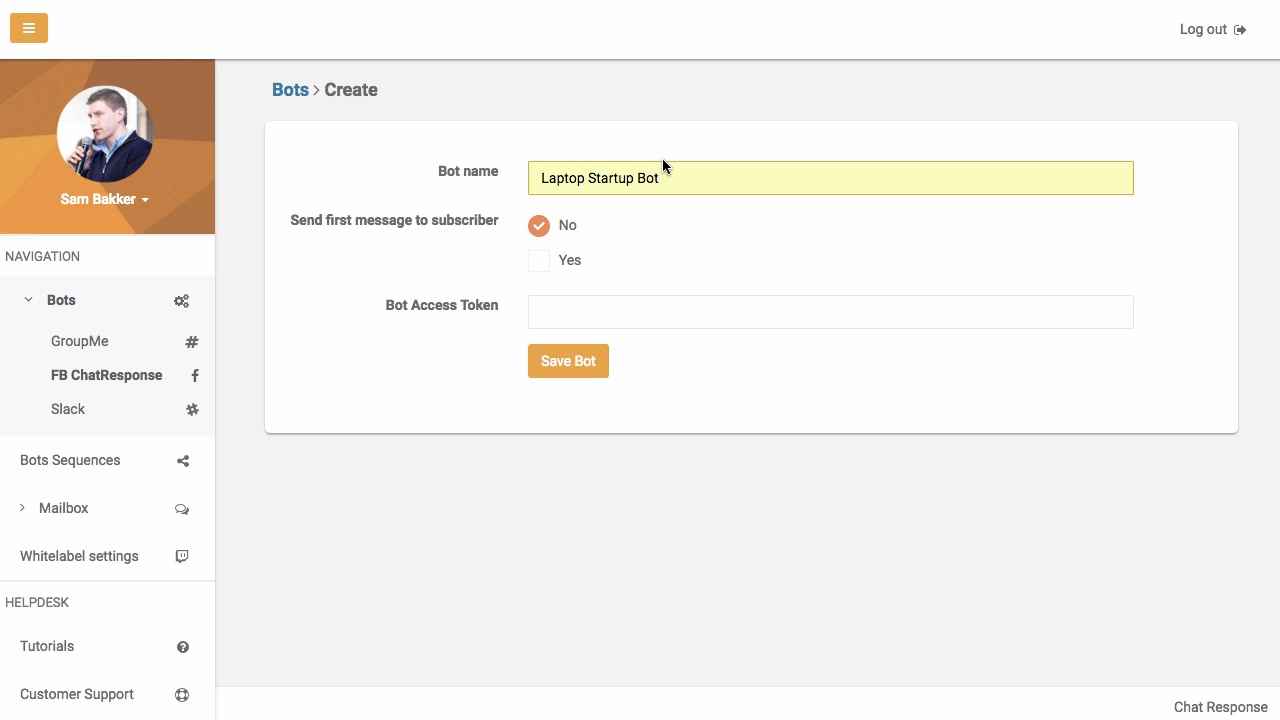 Log out
Sam Bakker
NAVIGATION
Bots
GroupMe
FB ChatResponse
Slack
Bots Sequences
Mailbox
Whitelabel settings
HELPDESK
Tutorials
Customer Support
Bots > Create
Bot name
Laptop Startup Bot
Send first message to subscriber
No
Yes
Bot Access Token
Save Bot
Chat Response